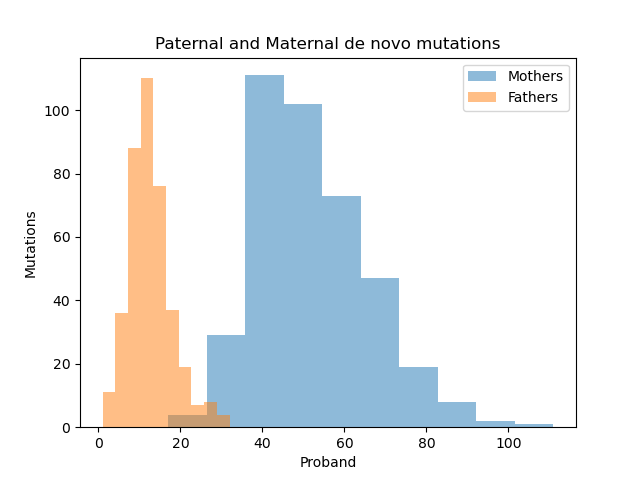 Paternal and Maternal de novo mutations
Mothers
Fathers
Mutations
100
80
60
40
20
0
0 20 40 60 80 100
Proband